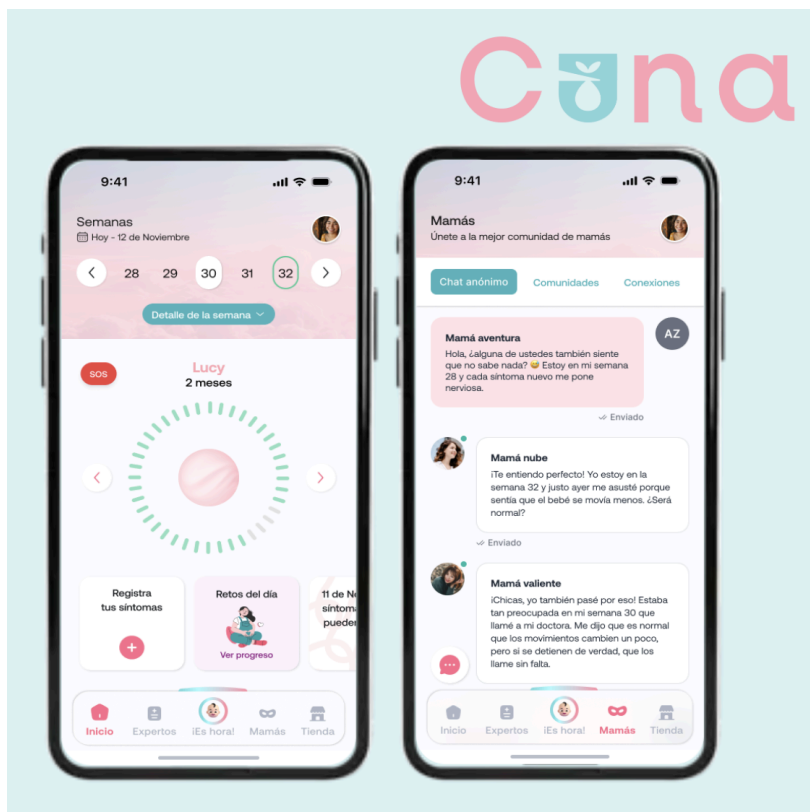 Cuna
9:41
Semanas
Hoy - 12 de Noviembre
28 29 30 31 32
Detalle de la semana
SOS
Lucy
2 meses
Registra
tus síntomas
Retos del día
Ver progreso
11 de N
síntom
puede
Inicio Expertos ¡Es hora! Mamás Tienda
9:41
Mamás
Únete a la mejor comunidad de mamás
Chat anónimo Comunidades Conexiones
AZ
Mamá aventura
Hola, ¿alguna de ustedes también siente
que no sabe nada? 😅 Estoy en mi semana
28 y cada síntoma nuevo me pone
nerviosa.
Enviado
Mamá nube
¡Te entiendo perfecto! Yo estoy en la
semana 32 y justo ayer me asusté porque
sentía que el bebé se movía menos. ¿Será
normal?
Enviado
Mamá valiente
¡Chicas, yo también pasé por eso! Estaba
tan preocupada en mi semana 30 que
llamé a mi doctora. Me dijo que es normal
que los movimientos cambien un poco,
pero si se detienen de verdad, que los
llame sin falta.
Inicio Expertos ¡Es hora! Mamás Tienda